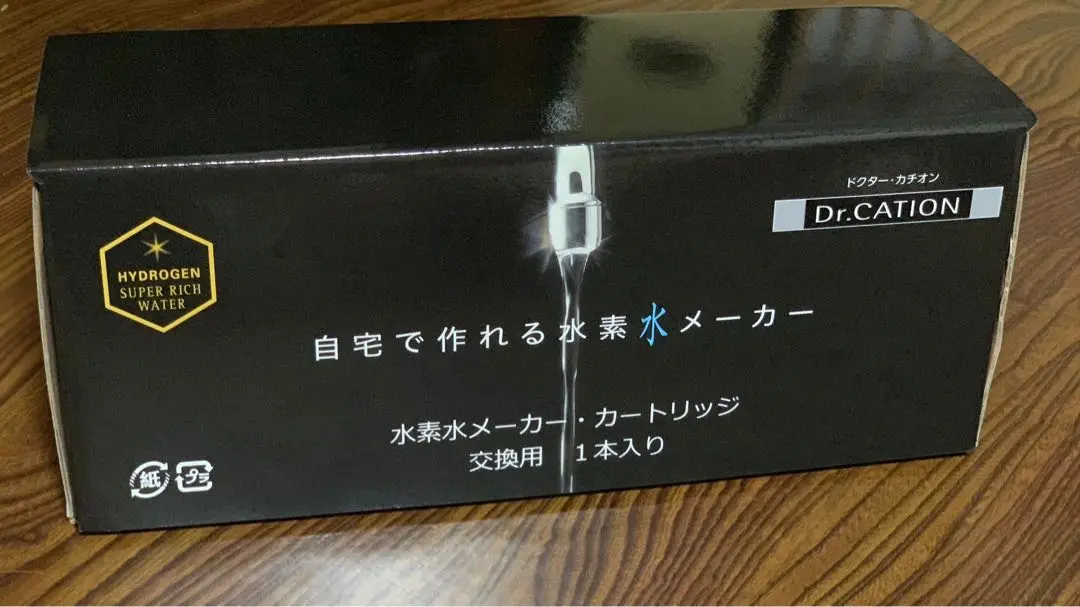 ドクター・カチオン
Dr.CATION
HYDROGEN
SUPER RICH
WATER
自宅で作れる水素水メーカー
水素水メーカー・カートリッジ
交換用 1本入り
紙
プラ